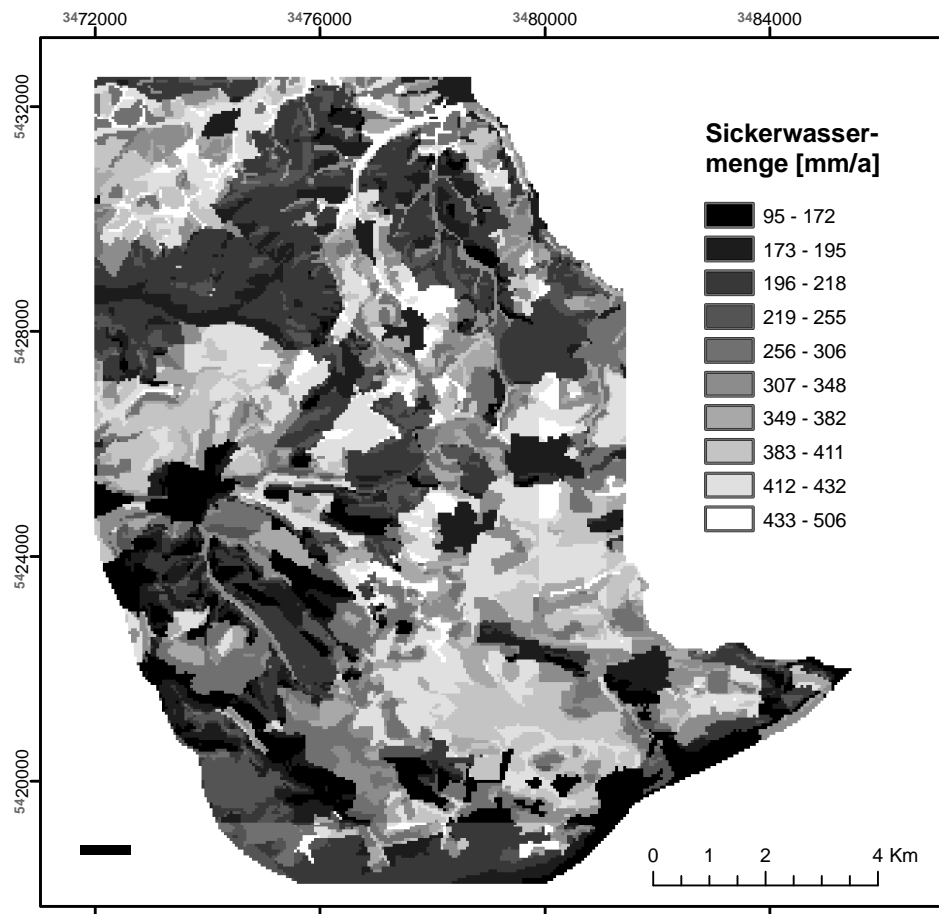 3472000 3476000 3480000 3484000
5432000
5428000
5424000
5420000
Sickerwasser-
menge [mm/a]
95 - 172
173 - 195
196 - 218
219 - 255
256 - 306
307 - 348
349 - 382
383 - 411
412 - 432
433 - 506
0 1 2 4 Km